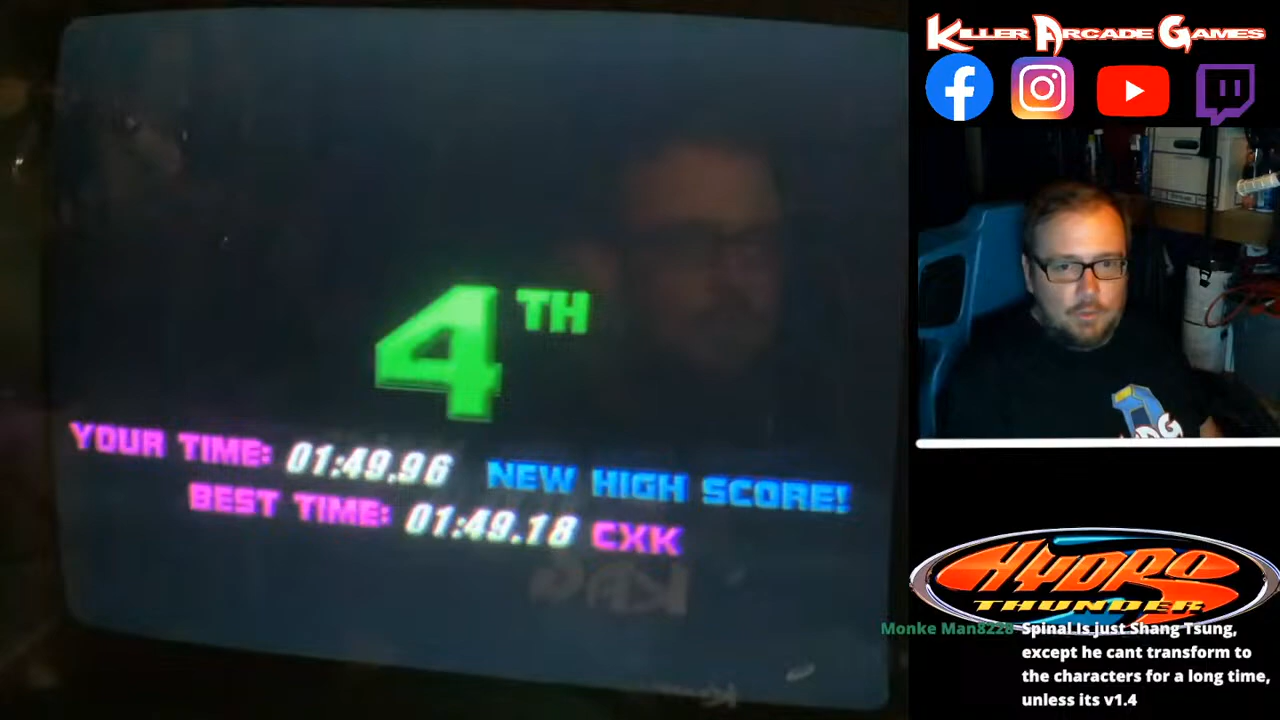 KILLER ARCADE GAMES
4TH
YOUR TIME: 01:49.96 NEW HIGH SCORE!
BEST TIME: 01:49.18 CXK
HYDRO
THUNDER
Monke Man8228 Spinal Is just Shang Tsung,
except he cant transform to
the characters for a long time,
unless its v1.4